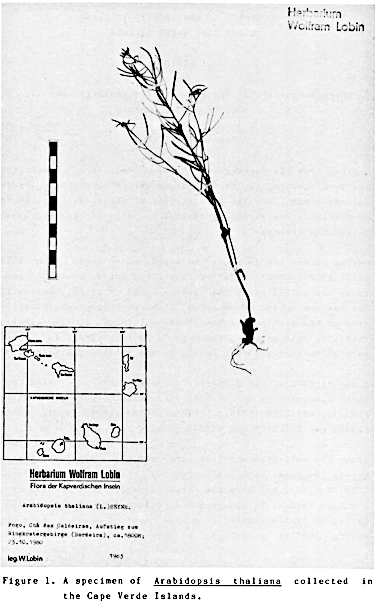 Herbarium
Wolfram Lobin
KAPVERDISCHE INSELN
Herbarium Wolfram Lobin
Flora der Kapverdischen Inseln
Arabidopsis thaliana (L.)HEYNH.
Fogo, Chã das Caldeiras, Aufstieg zum
Ringkratergebirge (Bordeira), ca.1800M;
23.10.1980
leg.W.Lobin 1963
Figure 1. A specimen of Arabidopsis thaliana collected in
the Cape Verde Islands.